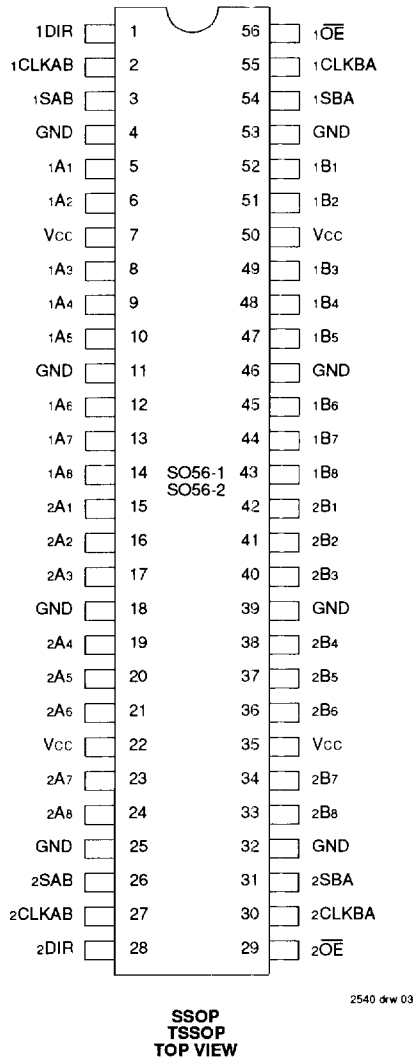 1DIR 1 56 1O̅E̅
1CLKAB 2 55 1CLKBA
1SAB 3 54 1SBA
GND 4 53 GND
1A1 5 52 1B1
1A2 6 51 1B2
Vcc 7 50 Vcc
1A3 8 49 1B3
1A4 9 48 1B4
1A5 10 47 1B5
GND 11 46 GND
1A6 12 45 1B6
1A7 13 44 1B7
1A8 14 SO56-1 43 1B8
SO56-2
2A1 15 42 2B1
2A2 16 41 2B2
2A3 17 40 2B3
GND 18 39 GND
2A4 19 38 2B4
2A5 20 37 2B5
2A6 21 36 2B6
Vcc 22 35 Vcc
2A7 23 34 2B7
2A8 24 33 2B8
GND 25 32 GND
2SAB 26 31 2SBA
2CLKAB 27 30 2CLKBA
2DIR 28 29 2O̅E̅
2540 drw 03
SSOP
TSSOP
TOP VIEW